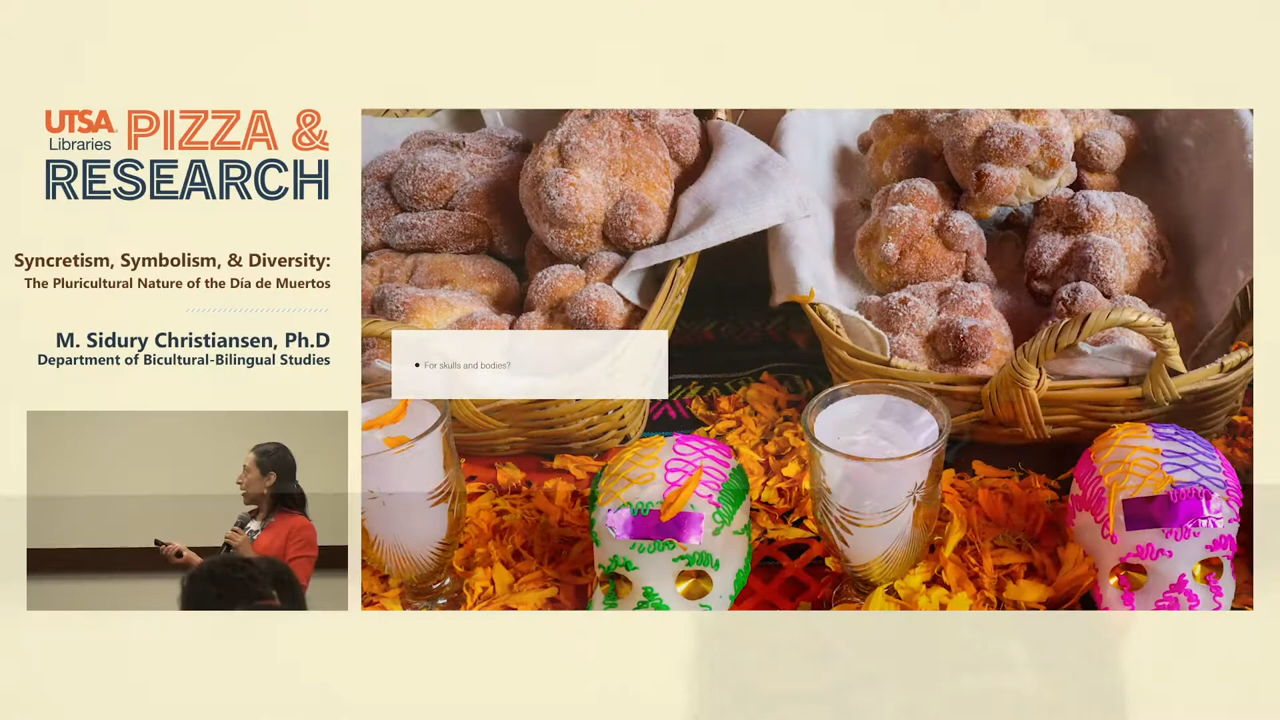 UTSA PIZZA &
Libraries
RESEARCH
Syncretism, Symbolism, & Diversity:
The Pluricultural Nature of the Día de Muertos
M. Sidury Christiansen, Ph.D
Department of Bicultural-Bilingual Studies
• For skulls and bodies?